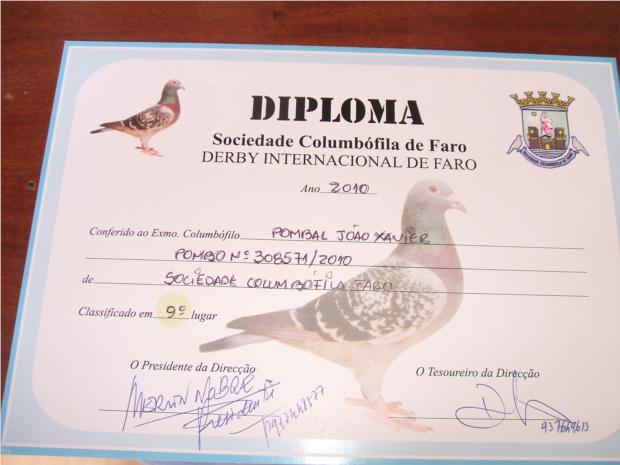 DIPLOMA
Sociedade Columbófila de Faro
DERBY INTERNACIONAL DE FARO
Ano 2010
Conferido ao Exmo. Columbófilo POMBAL JOÃO XAVIER
POMBO Nº 308571/2010
de SOCIEDADE COLUMBÓFILA FARO
Classificado em 9º lugar
O Presidente da Direcção
O Tesoureiro da Direcção
Presidente